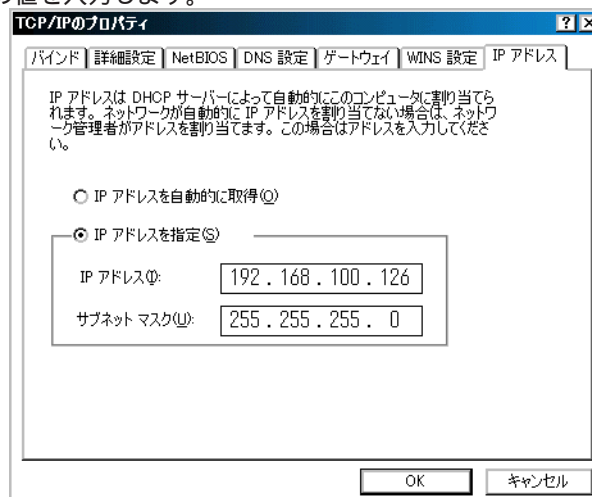 の値を入力します。
TCP/IPのプロパティ
バインド 詳細設定 NetBIOS DNS 設定 ゲートウェイ WINS 設定 IP アドレス
IP アドレスは DHCP サーバーによって自動的にこのコンピュータに割り当てら
れます。ネットワークが自動的に IP アドレスを割り当てない場合は、ネットワ
ーク管理者がアドレスを割り当てます。この場合はアドレスを入力してくださ
い。
IP アドレスを自動的に取得(O)
IP アドレスを指定(S)
IP アドレス(I): 192 . 168 . 100 . 126
サブネット マスク(U): 255 . 255 . 255 . 0
OK キャンセル